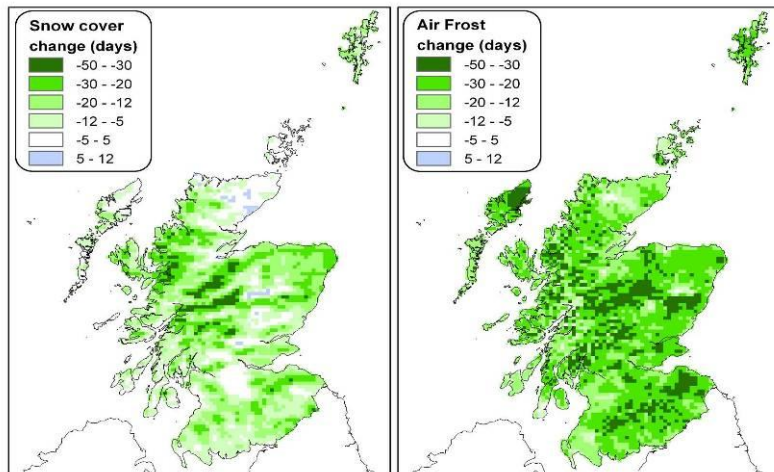 Snow cover
change (days)
-50 - -30
-30 - -20
-20 - -12
-12 - -5
-5 - 5
5 - 12
Air Frost
change (days)
-50 - -30
-30 - -20
-20 - -12
-12 - -5
-5 - 5
5 - 12